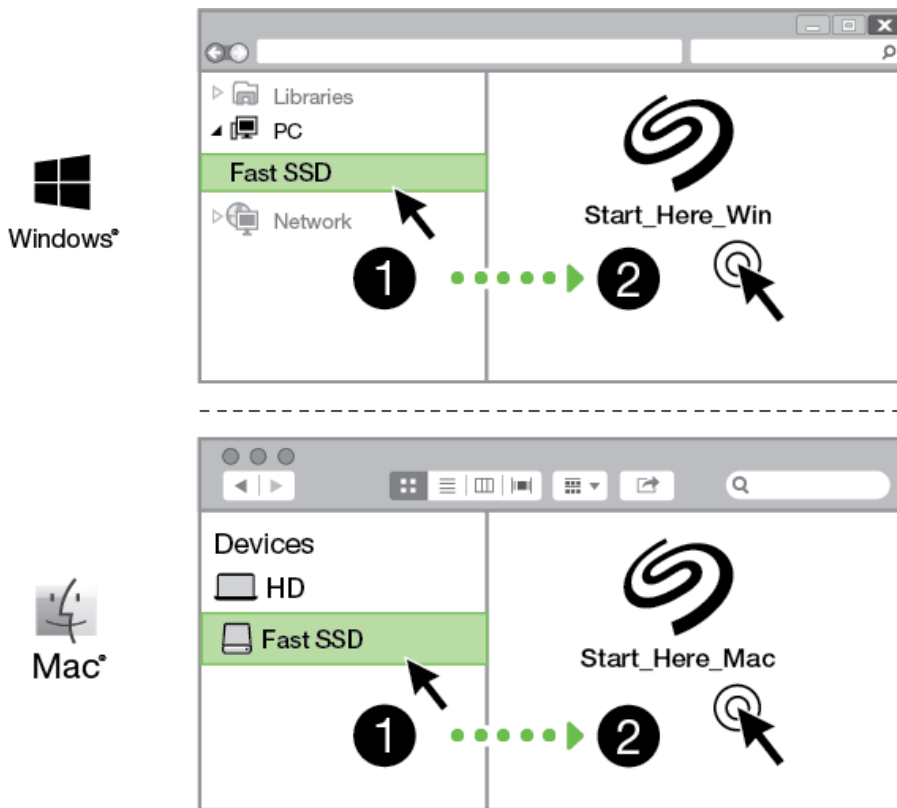 Libraries
PC
Fast SSD
Network
Start_Here_Win
1
2
Windows®
Devices
HD
Fast SSD
Start_Here_Mac
1
2
Mac®